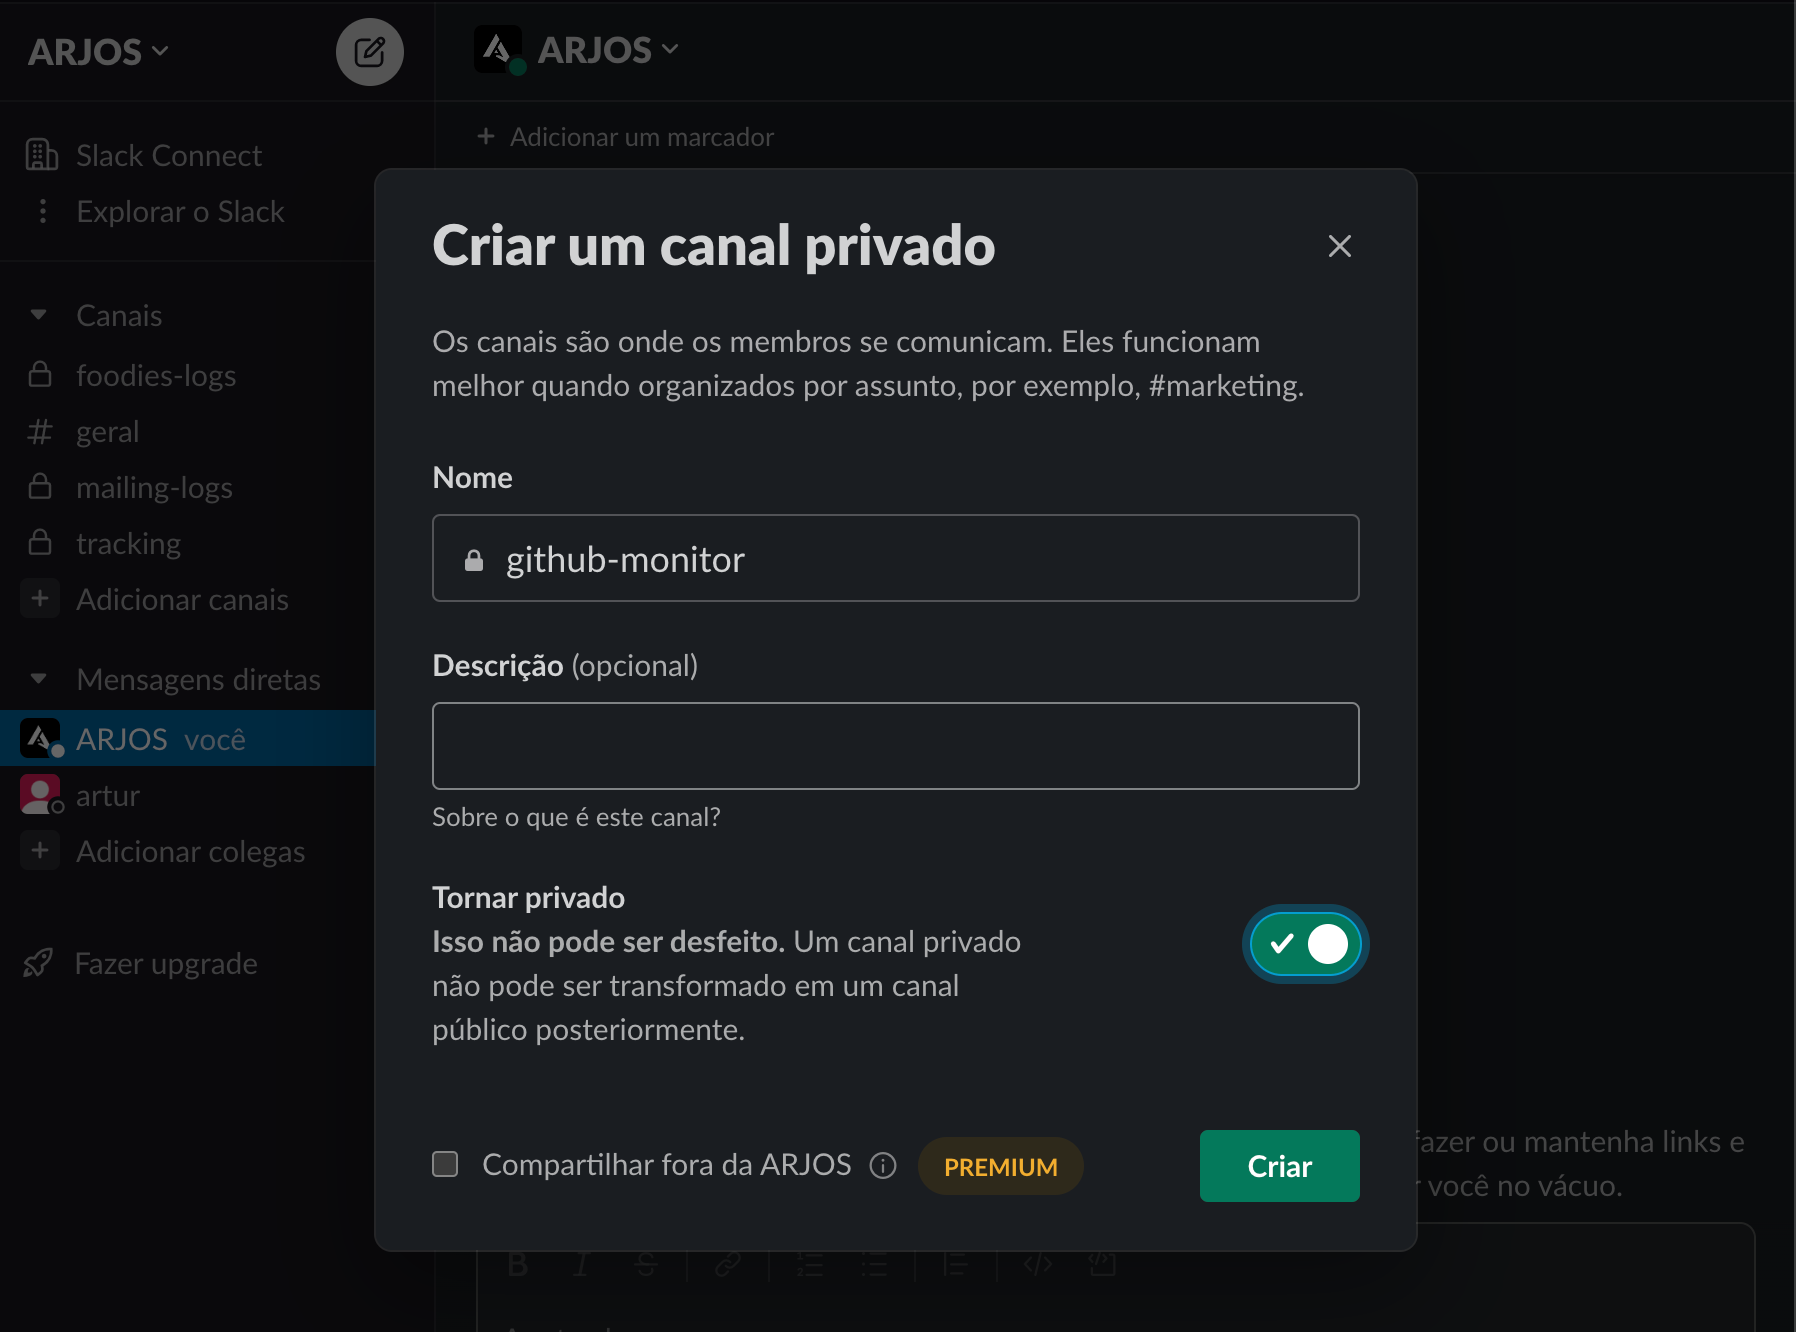 ARJOS
ARJOS
Slack Connect
Explorar o Slack
Canais
foodies-logs
geral
mailing-logs
tracking
Adicionar canais
Mensagens diretas
ARJOS você
artur
Adicionar colegas
Fazer upgrade
Adicionar um marcador
Criar um canal privado
Os canais são onde os membros se comunicam. Eles funcionam
melhor quando organizados por assunto, por exemplo, #marketing.
Nome
github-monitor
Descrição (opcional)
Sobre o que é este canal?
Tornar privado
Isso não pode ser desfeito. Um canal privado
não pode ser transformado em um canal
público posteriormente.
Compartilhar fora da ARJOS
PREMIUM
Criar
fazer ou mantenha links e
você no vácuo.